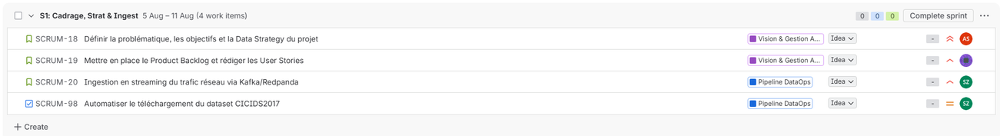 S1: Cadrage, Strat & Ingest 5 Aug – 11 Aug (4 work items) 0 0 0 Complete sprint
SCRUM-18 Définir la problématique, les objectifs et la Data Strategy du projet Vision & Gestion A... Idea - AS
SCRUM-19 Mettre en place le Product Backlog et rédiger les User Stories Vision & Gestion A... Idea -
SCRUM-20 Ingestion en streaming du trafic réseau via Kafka/Redpanda Pipeline DataOps Idea - SZ
SCRUM-98 Automatiser le téléchargement du dataset CICIDS2017 Pipeline DataOps Idea - SZ
+ Create